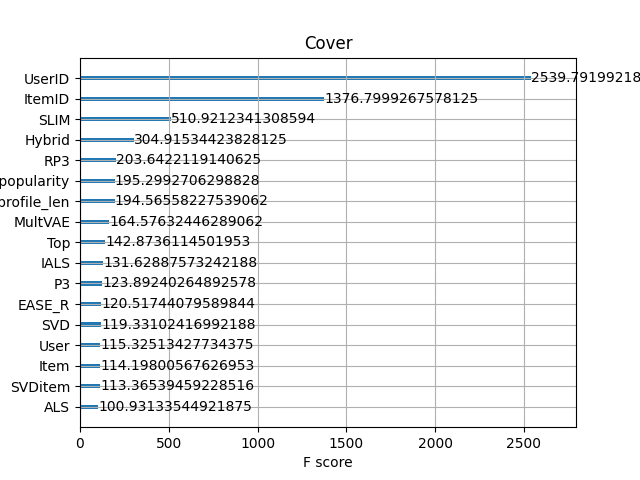 Cover
UserID 2539.79199218
ItemID 1376.7999267578125
SLIM 510.9212341308594
Hybrid 304.91534423828125
RP3 203.6422119140625
popularity 195.2992706298828
profile_len 194.56558227539062
MultVAE 164.57632446289062
Top 142.8736114501953
IALS 131.62887573242188
P3 123.89240264892578
EASE_R 120.51744079589844
SVD 119.33102416992188
User 115.32513427734375
Item 114.19800567626953
SVDitem 113.36539459228516
ALS 100.93133544921875
0 500 1000 1500 2000 2500
F score